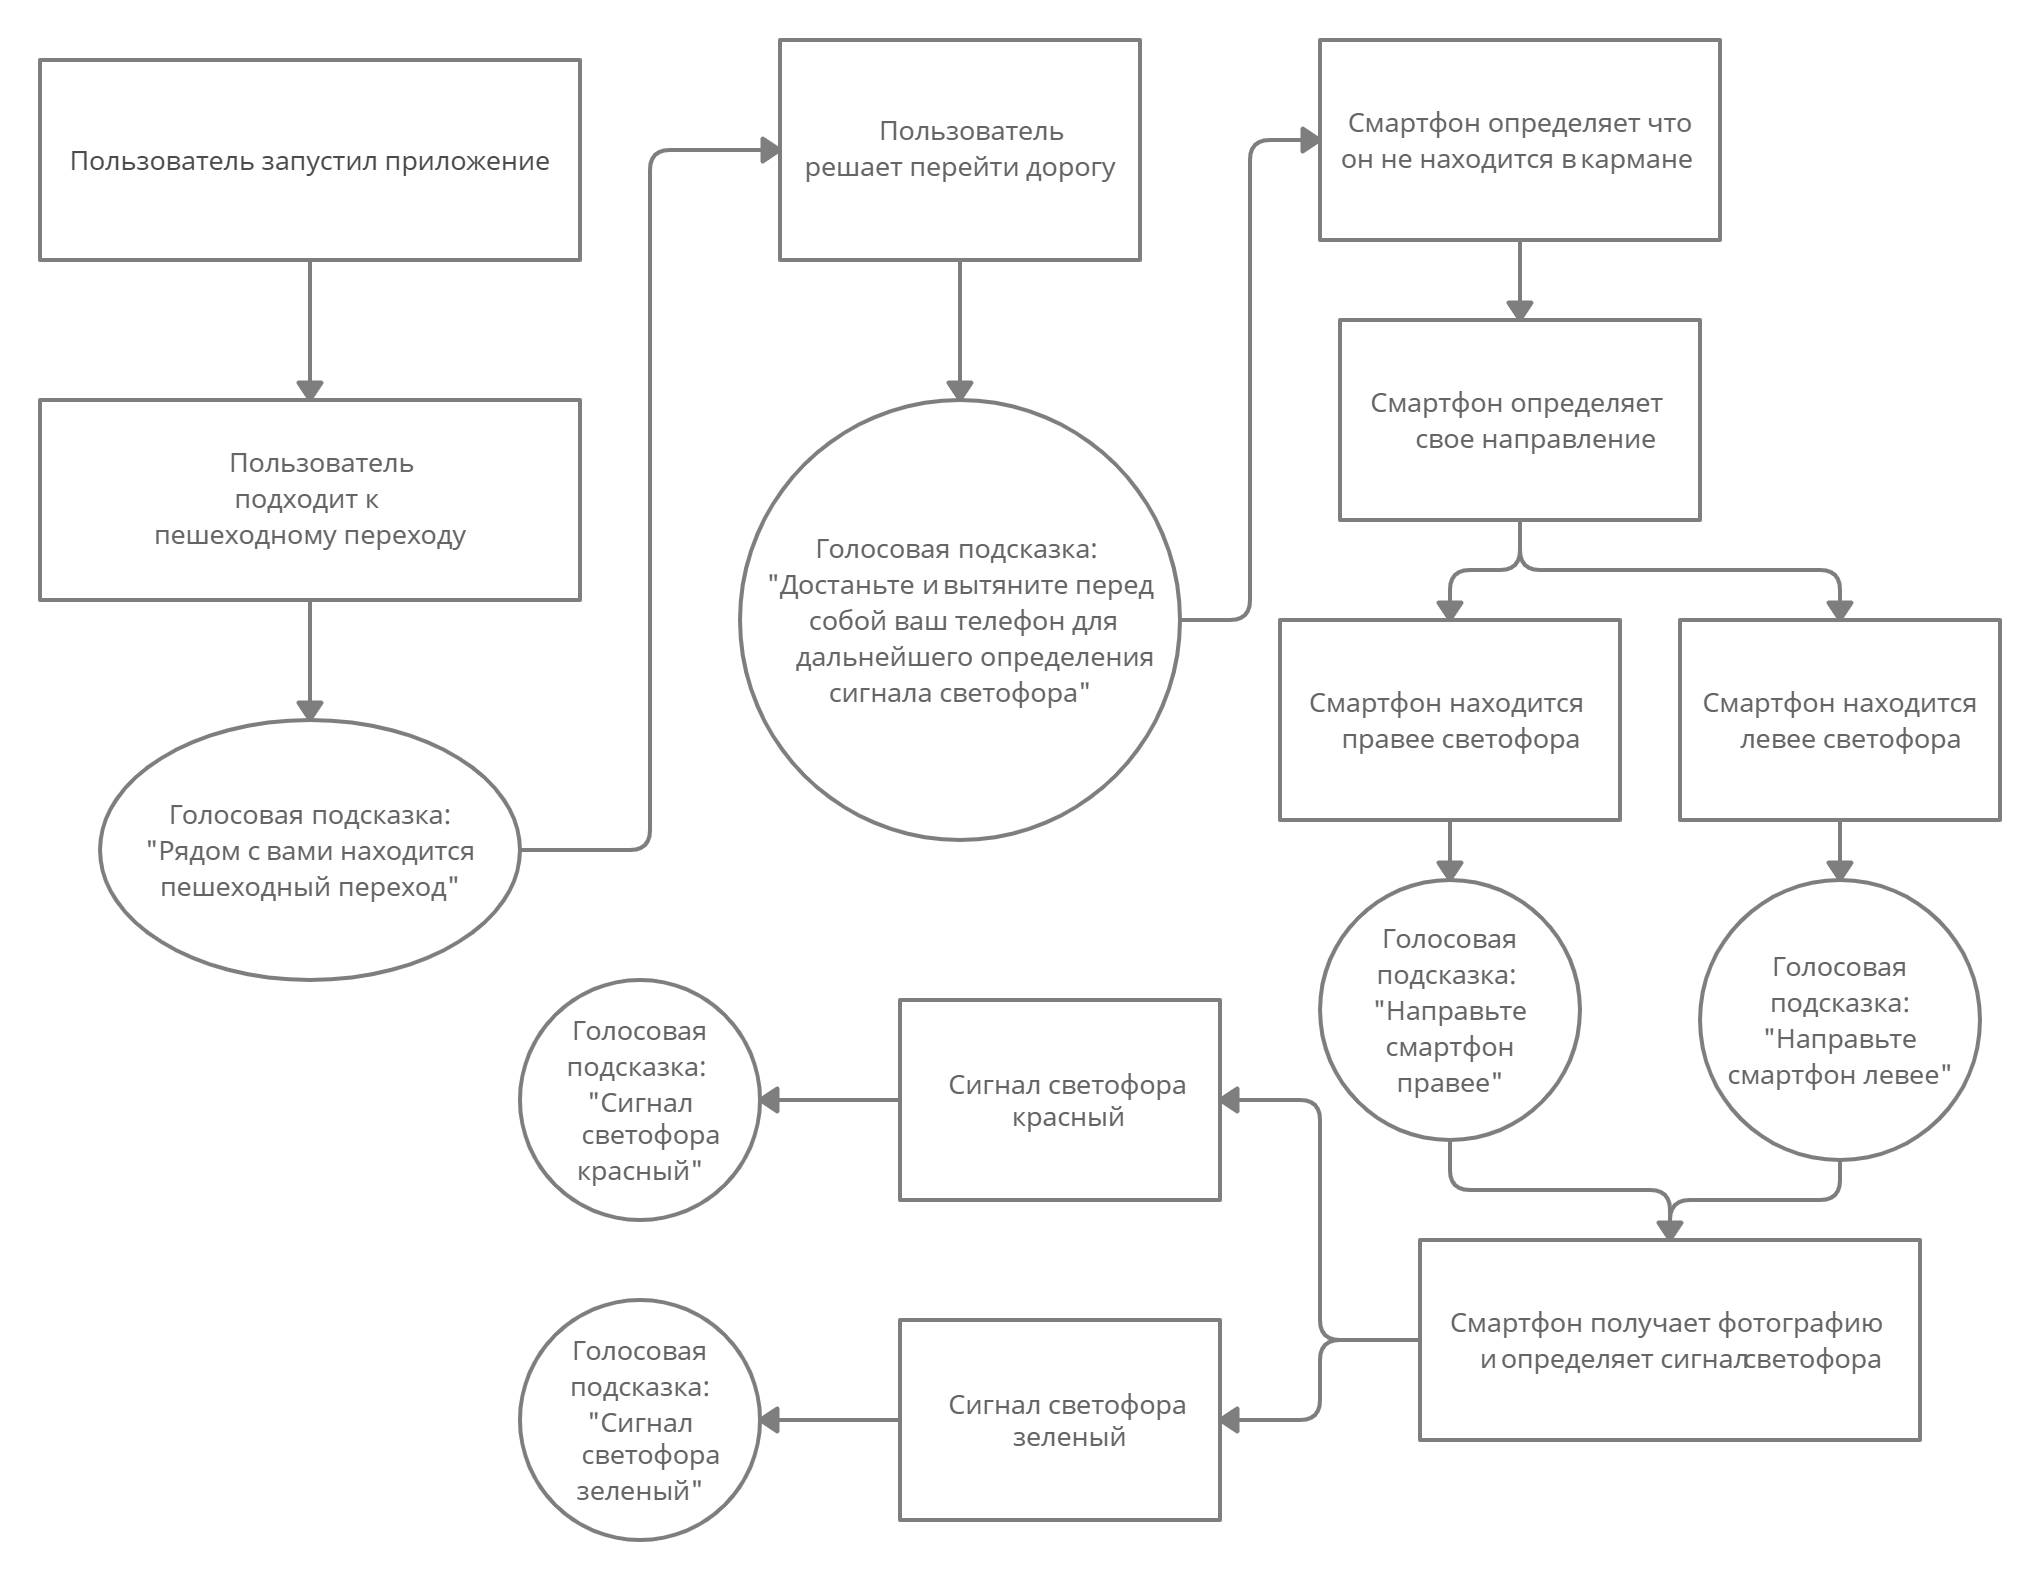 Пользователь запустил приложение
Пользователь
подходит к
пешеходному переходу
Голосовая подсказка:
"Рядом с вами находится
пешеходный переход"
Пользователь
решает перейти дорогу
Голосовая подсказка:
"Достаньте и вытяните перед
собой ваш телефон для
дальнейшего определения
сигнала светофора"
Смартфон определяет что
он не находится в кармане
Смартфон определяет
свое направление
Смартфон находится
правее светофора
Смартфон находится
левее светофора
Голосовая
подсказка:
"Направьте
смартфон
правее"
Голосовая
подсказка:
"Направьте
смартфон левее"
Смартфон получает фотографию
и определяет сигнал светофора
Сигнал светофора
красный
Голосовая
подсказка:
"Сигнал
светофора
красный"
Сигнал светофора
зеленый
Голосовая
подсказка:
"Сигнал
светофора
зеленый"